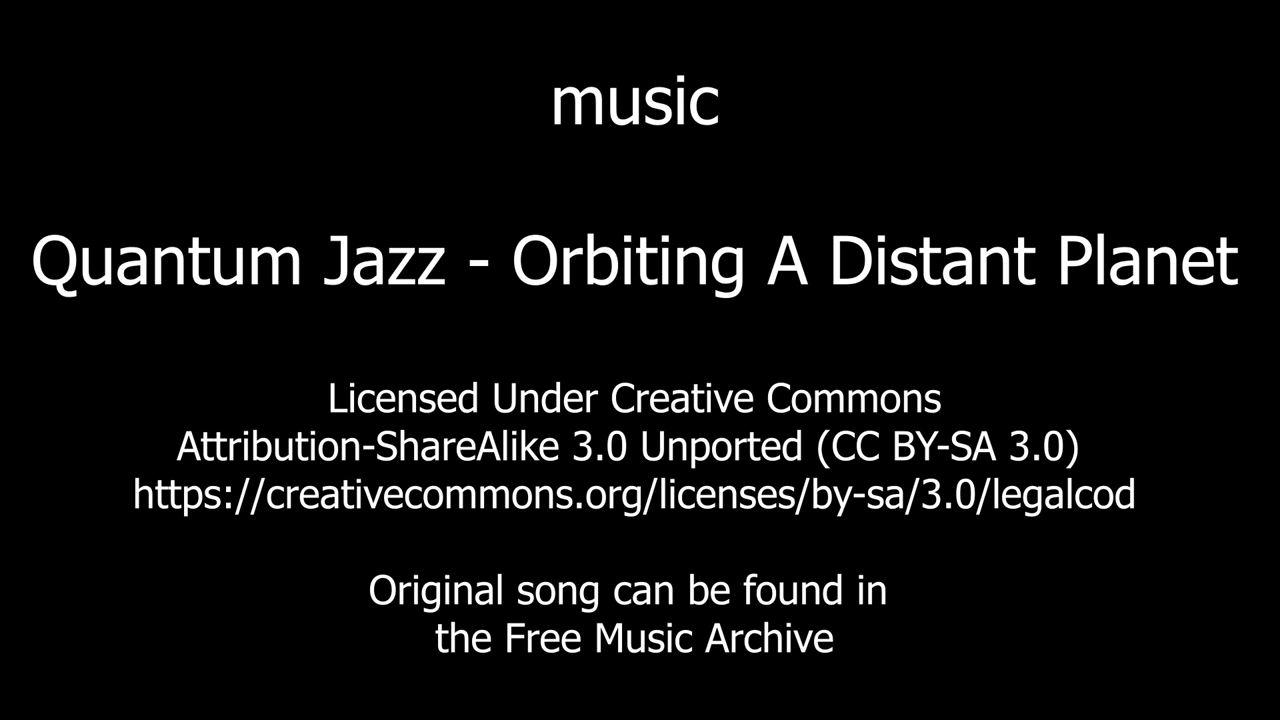 music
Quantum Jazz - Orbiting A Distant Planet
Licensed Under Creative Commons
Attribution-ShareAlike 3.0 Unported (CC BY-SA 3.0)
https://creativecommons.org/licenses/by-sa/3.0/legalcod
Original song can be found in
the Free Music Archive